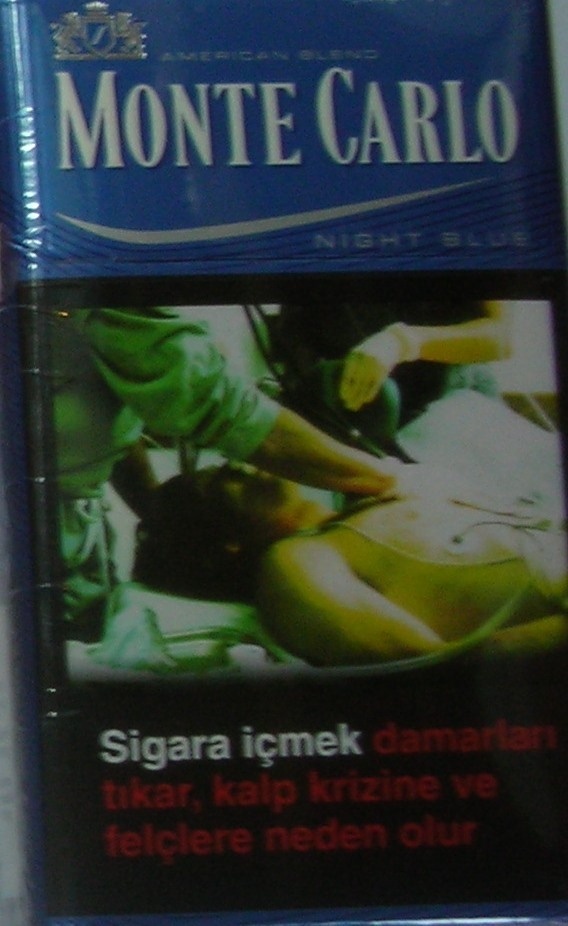 AMERICAN BLEND
MONTE CARLO
NIGHT BLUE
Sigara içmek damarları
tıkar, kalp krizine ve
felçlere neden olur